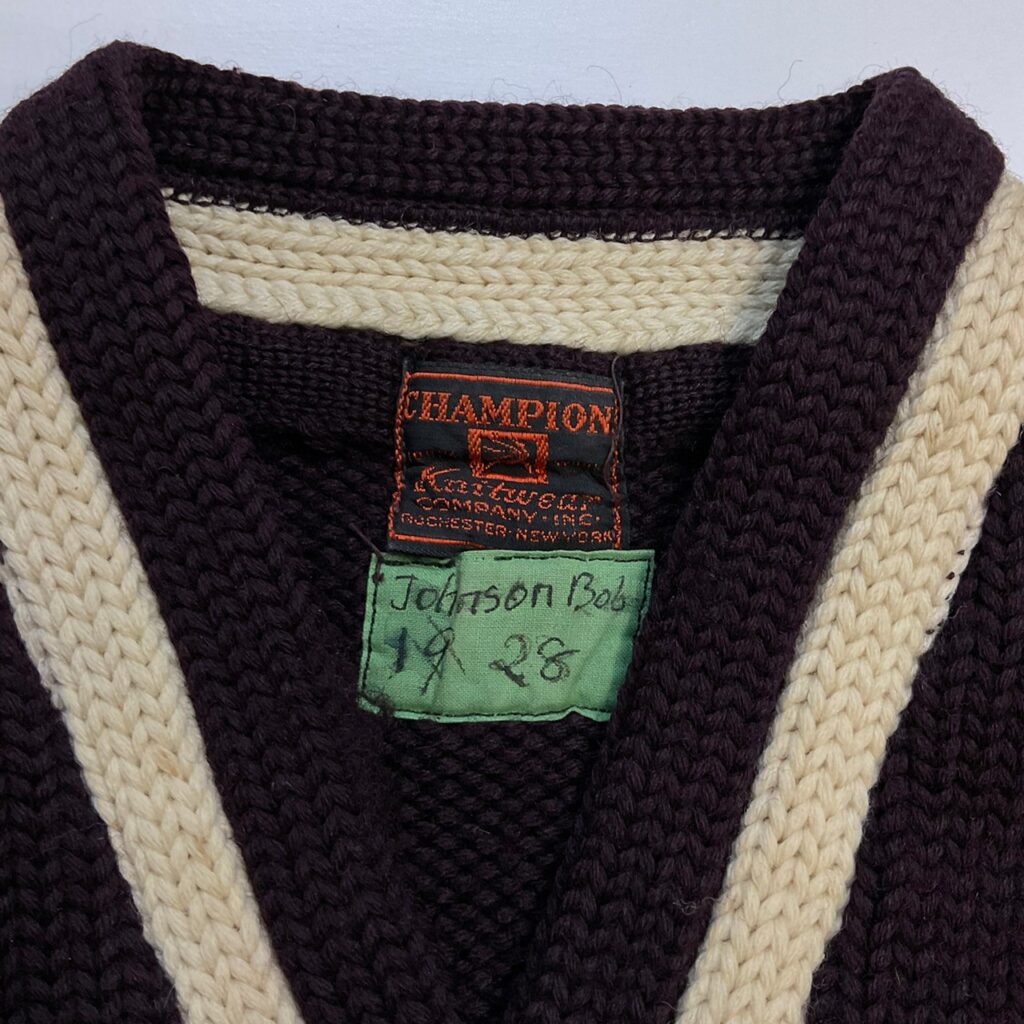 CHAMPION
Knitwear
COMPANY·INC·
ROCHESTER·NEW YORK
Johnson Bob
19 28